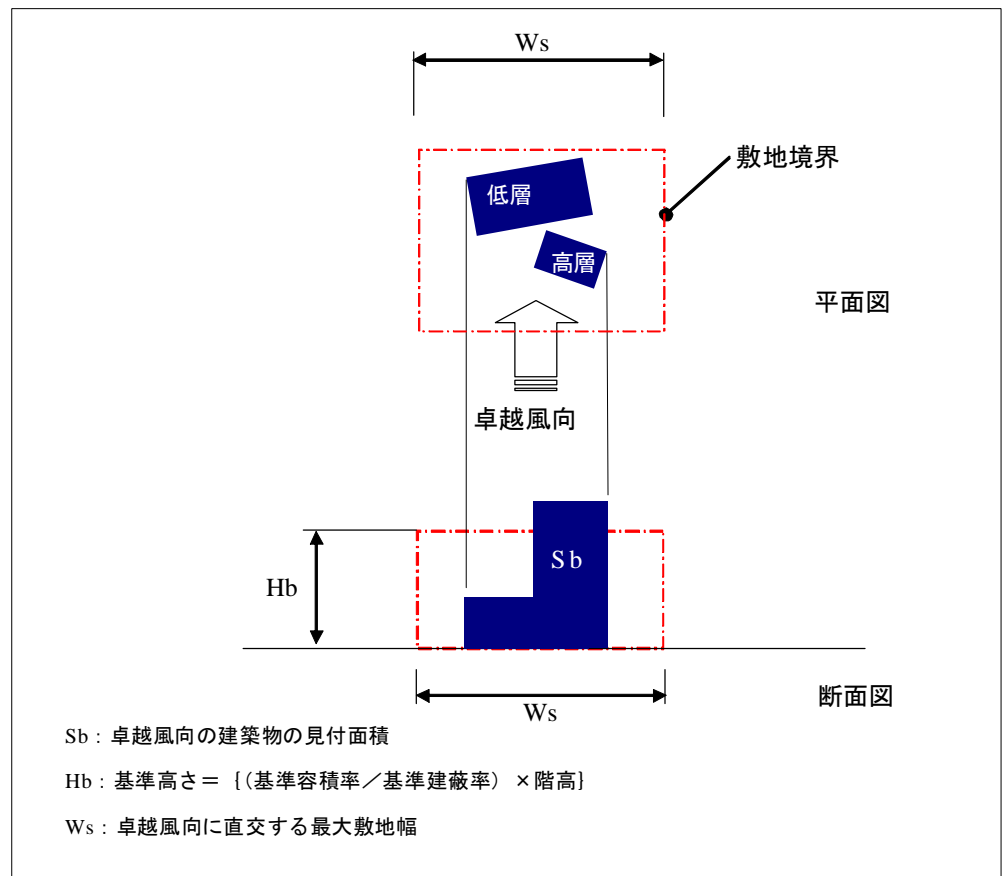 Ws
敷地境界
低層
高層
平面図
卓越風向
Sb
Hb
断面図
Ws
Sb：卓越風向の建築物の見付面積
Hb：基準高さ＝｛（基準容積率／基準建蔽率）×階高｝
Ws：卓越風向に直交する最大敷地幅